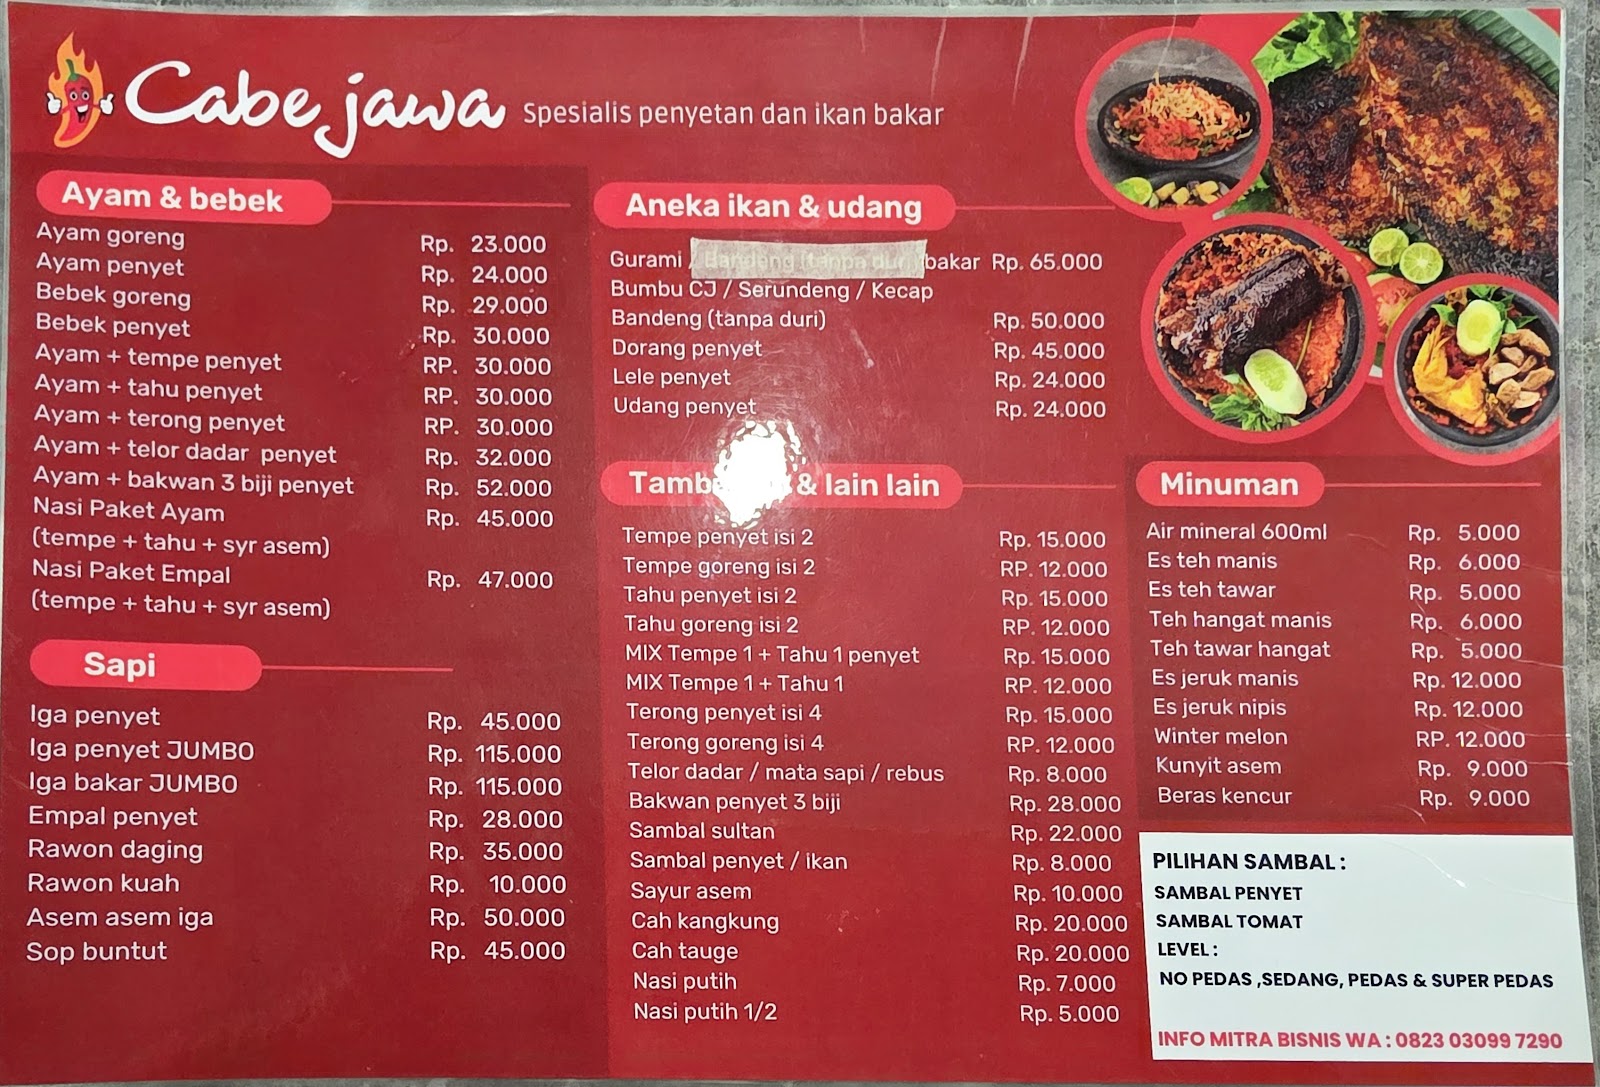 Cabe jawa Spesialis penyetan dan ikan bakar
Ayam & bebek
Ayam goreng Rp. 23.000
Ayam penyet Rp. 24.000
Bebek goreng Rp. 29.000
Bebek penyet Rp. 30.000
Ayam + tempe penyet RP. 30.000
Ayam + tahu penyet RP. 30.000
Ayam + terong penyet RP. 30.000
Ayam + telor dadar penyet Rp. 32.000
Ayam + bakwan 3 biji penyet Rp. 52.000
Nasi Paket Ayam Rp. 45.000
(tempe + tahu + syr asem)
Nasi Paket Empal Rp. 47.000
(tempe + tahu + syr asem)
Sapi
Iga penyet Rp. 45.000
Iga penyet JUMBO Rp. 115.000
Iga bakar JUMBO Rp. 115.000
Empal penyet Rp. 28.000
Rawon daging Rp. 35.000
Rawon kuah Rp. 10.000
Asem asem iga Rp. 50.000
Sop buntut Rp. 45.000
Aneka ikan & udang
Gurami / Bandeng (tanpa duri) bakar Rp. 65.000
Bumbu CJ / Serundeng / Kecap
Bandeng (tanpa duri) Rp. 50.000
Dorang penyet Rp. 45.000
Lele penyet Rp. 24.000
Udang penyet Rp. 24.000
& lain lain
Tempe penyet isi 2 Rp. 15.000
Tempe goreng isi 2 RP. 12.000
Tahu penyet isi 2 Rp. 15.000
Tahu goreng isi 2 RP. 12.000
MIX Tempe 1 + Tahu 1 penyet Rp. 15.000
MIX Tempe 1 + Tahu 1 RP. 12.000
Terong penyet isi 4 Rp. 15.000
Terong goreng isi 4 RP. 12.000
Telor dadar / mata sapi / rebus Rp. 8.000
Bakwan penyet 3 biji Rp. 28.000
Sambal sultan Rp. 22.000
Sambal penyet / ikan Rp. 8.000
Sayur asem Rp. 10.000
Cah kangkung Rp. 20.000
Cah tauge Rp. 20.000
Nasi putih Rp. 7.000
Nasi putih 1/2 Rp. 5.000
Minuman
Air mineral 600ml Rp. 5.000
Es teh manis Rp. 6.000
Es teh tawar Rp. 5.000
Teh hangat manis Rp. 6.000
Teh tawar hangat Rp. 5.000
Es jeruk manis Rp. 12.000
Es jeruk nipis Rp. 12.000
Winter melon RP. 12.000
Kunyit asem Rp. 9.000
Beras kencur Rp. 9.000
PILIHAN SAMBAL :
SAMBAL PENYET
SAMBAL TOMAT
LEVEL :
NO PEDAS ,SEDANG, PEDAS & SUPER PEDAS
INFO MITRA BISNIS WA : 0823 03099 7290